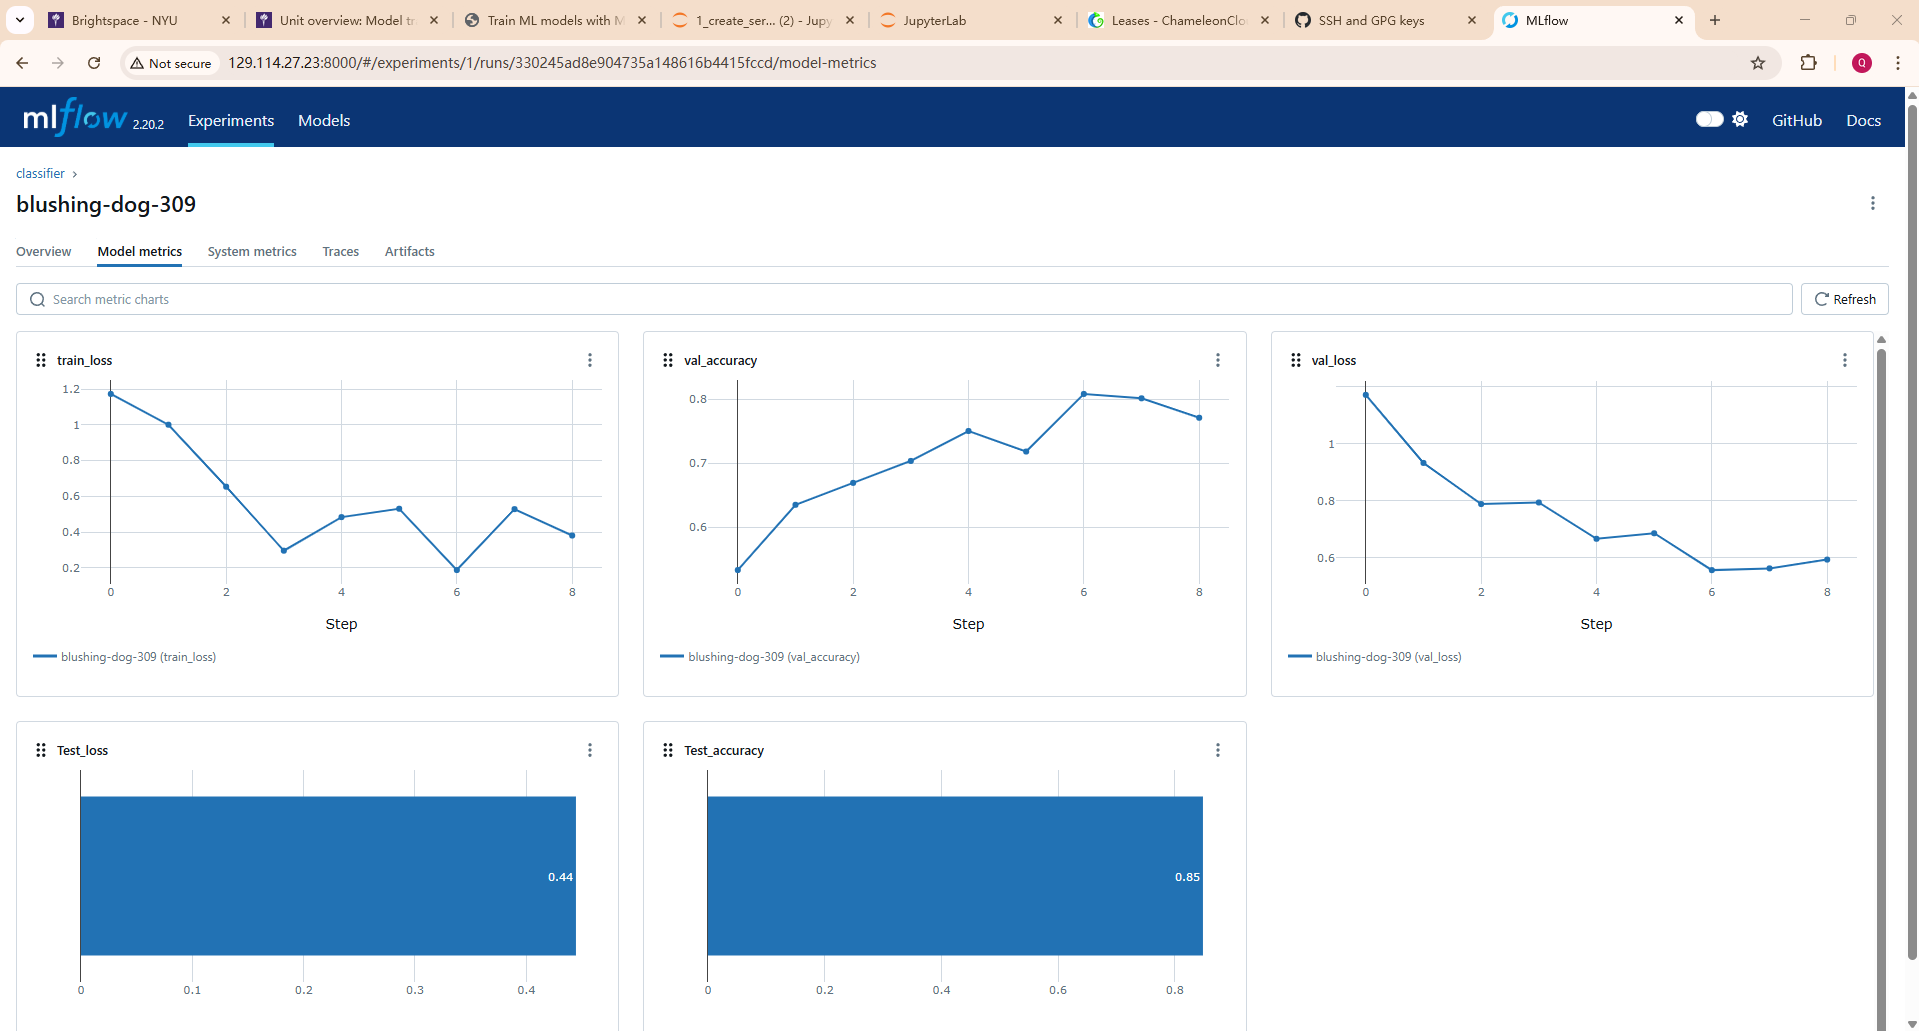 Brightspace - NYU
Unit overview: Model tr
Train ML models with M
1_create_ser... (2) - Jupy
JupyterLab
Leases - ChameleonClo
SSH and GPG keys
MLflow
Not secure
129.114.27.23:8000/#/experiments/1/runs/330245ad8e904735a148616b4415fccd/model-metrics
Q
mlflow 2.20.2
Experiments
Models
GitHub
Docs
classifier
blushing-dog-309
Overview
Model metrics
System metrics
Traces
Artifacts
Search metric charts
Refresh
train_loss
1.2
1
0.8
0.6
0.4
0.2
0 2 4 6 8
Step
blushing-dog-309 (train_loss)
val_accuracy
0.8
0.7
0.6
0 2 4 6 8
Step
blushing-dog-309 (val_accuracy)
val_loss
1
0.8
0.6
0 2 4 6 8
Step
blushing-dog-309 (val_loss)
Test_loss
0.44
0 0.1 0.2 0.3 0.4
Test_accuracy
0.85
0 0.2 0.4 0.6 0.8